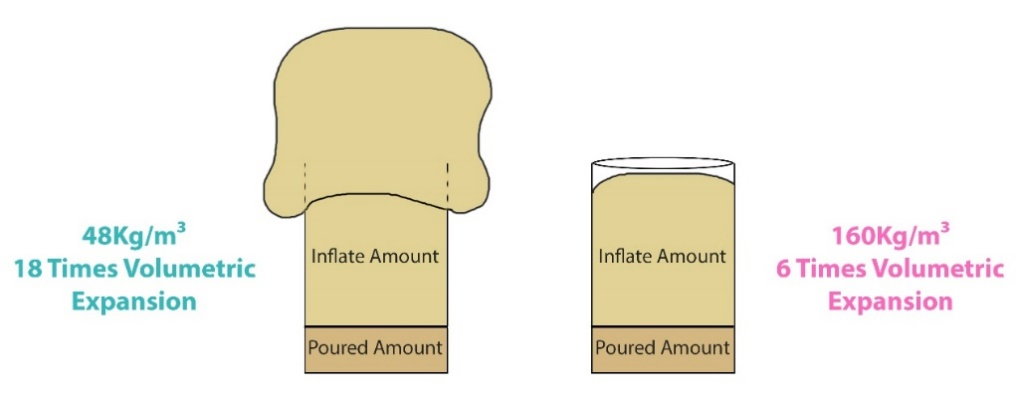 48Kg/m³
18 Times Volumetric
Expansion
Inflate Amount
Poured Amount
Inflate Amount
Poured Amount
160Kg/m³
6 Times Volumetric
Expansion